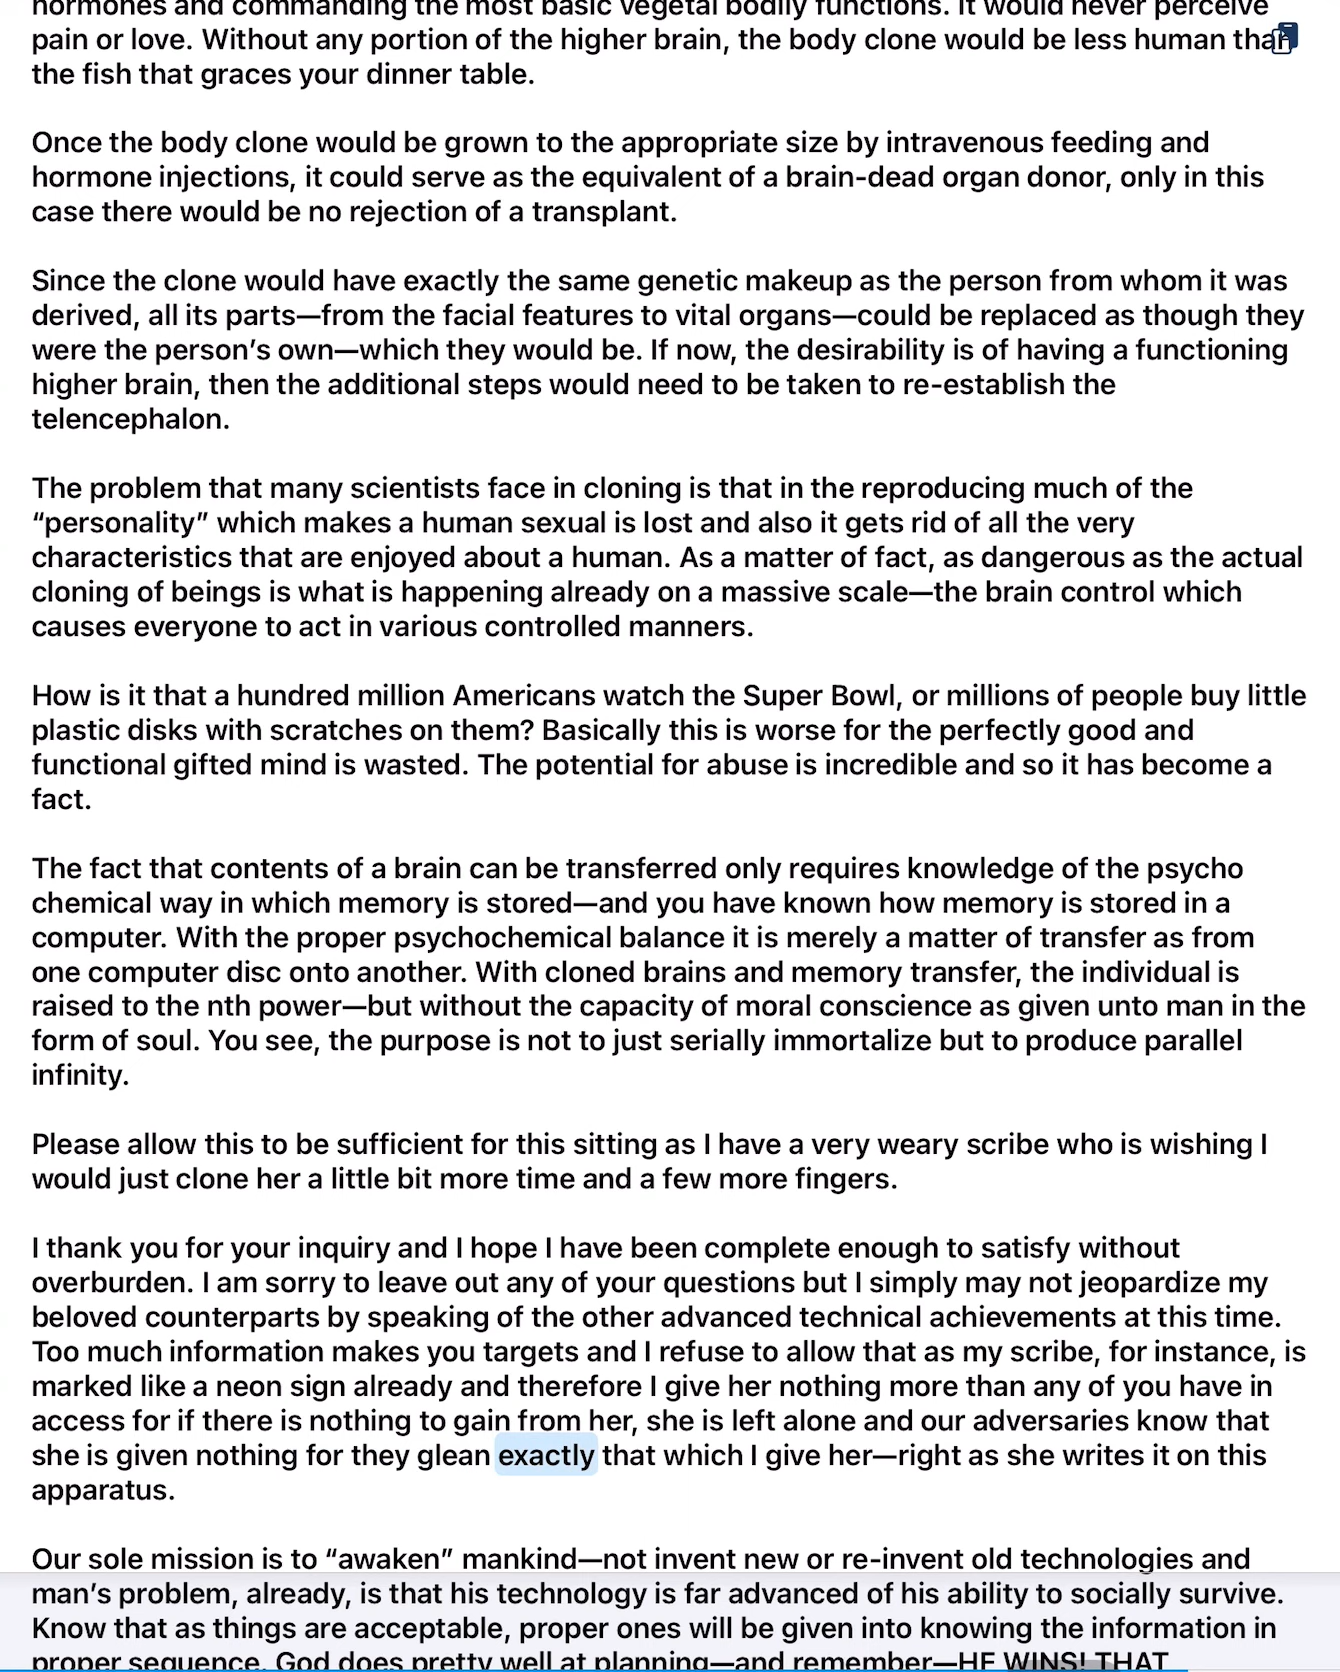 hormones and commanding the most basic vegetal bodily functions. It would never perceive
pain or love. Without any portion of the higher brain, the body clone would be less human than
the fish that graces your dinner table.
Once the body clone would be grown to the appropriate size by intravenous feeding and
hormone injections, it could serve as the equivalent of a brain-dead organ donor, only in this
case there would be no rejection of a transplant.
Since the clone would have exactly the same genetic makeup as the person from whom it was
derived, all its parts—from the facial features to vital organs—could be replaced as though they
were the person’s own—which they would be. If now, the desirability is of having a functioning
higher brain, then the additional steps would need to be taken to re-establish the
telencephalon.
The problem that many scientists face in cloning is that in the reproducing much of the
“personality” which makes a human sexual is lost and also it gets rid of all the very
characteristics that are enjoyed about a human. As a matter of fact, as dangerous as the actual
cloning of beings is what is happening already on a massive scale—the brain control which
causes everyone to act in various controlled manners.
How is it that a hundred million Americans watch the Super Bowl, or millions of people buy little
plastic disks with scratches on them? Basically this is worse for the perfectly good and
functional gifted mind is wasted. The potential for abuse is incredible and so it has become a
fact.
The fact that contents of a brain can be transferred only requires knowledge of the psycho
chemical way in which memory is stored—and you have known how memory is stored in a
computer. With the proper psychochemical balance it is merely a matter of transfer as from
one computer disc onto another. With cloned brains and memory transfer, the individual is
raised to the nth power—but without the capacity of moral conscience as given unto man in the
form of soul. You see, the purpose is not to just serially immortalize but to produce parallel
infinity.
Please allow this to be sufficient for this sitting as I have a very weary scribe who is wishing I
would just clone her a little bit more time and a few more fingers.
I thank you for your inquiry and I hope I have been complete enough to satisfy without
overburden. I am sorry to leave out any of your questions but I simply may not jeopardize my
beloved counterparts by speaking of the other advanced technical achievements at this time.
Too much information makes you targets and I refuse to allow that as my scribe, for instance, is
marked like a neon sign already and therefore I give her nothing more than any of you have in
access for if there is nothing to gain from her, she is left alone and our adversaries know that
she is given nothing for they glean exactly that which I give her—right as she writes it on this
apparatus.
Our sole mission is to “awaken” mankind—not invent new or re-invent old technologies and
man’s problem, already, is that his technology is far advanced of his ability to socially survive.
Know that as things are acceptable, proper ones will be given into knowing the information in
proper sequence. God does pretty well at planning—and remember—HE WINS! THAT